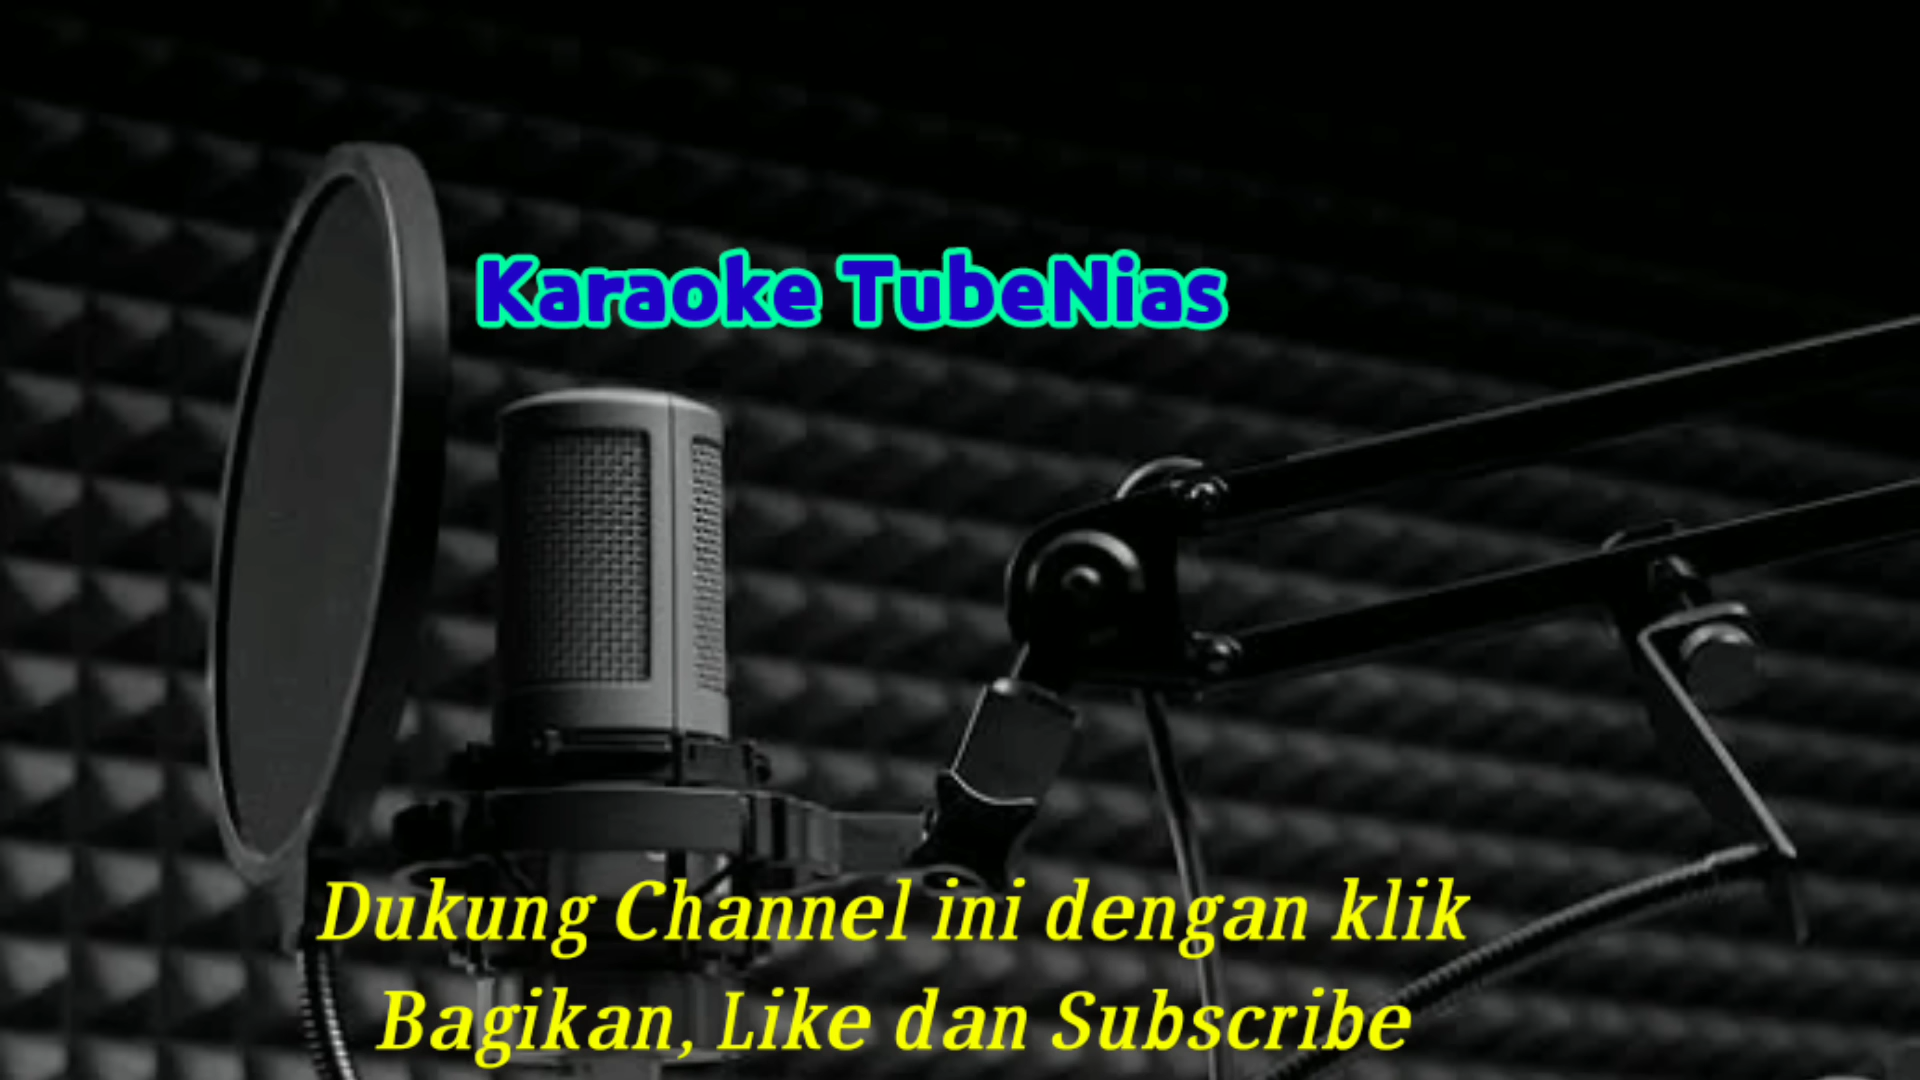 Karaoke TubeNias
Dukung Channel ini dengan klik
Bagikan, Like dan Subscribe